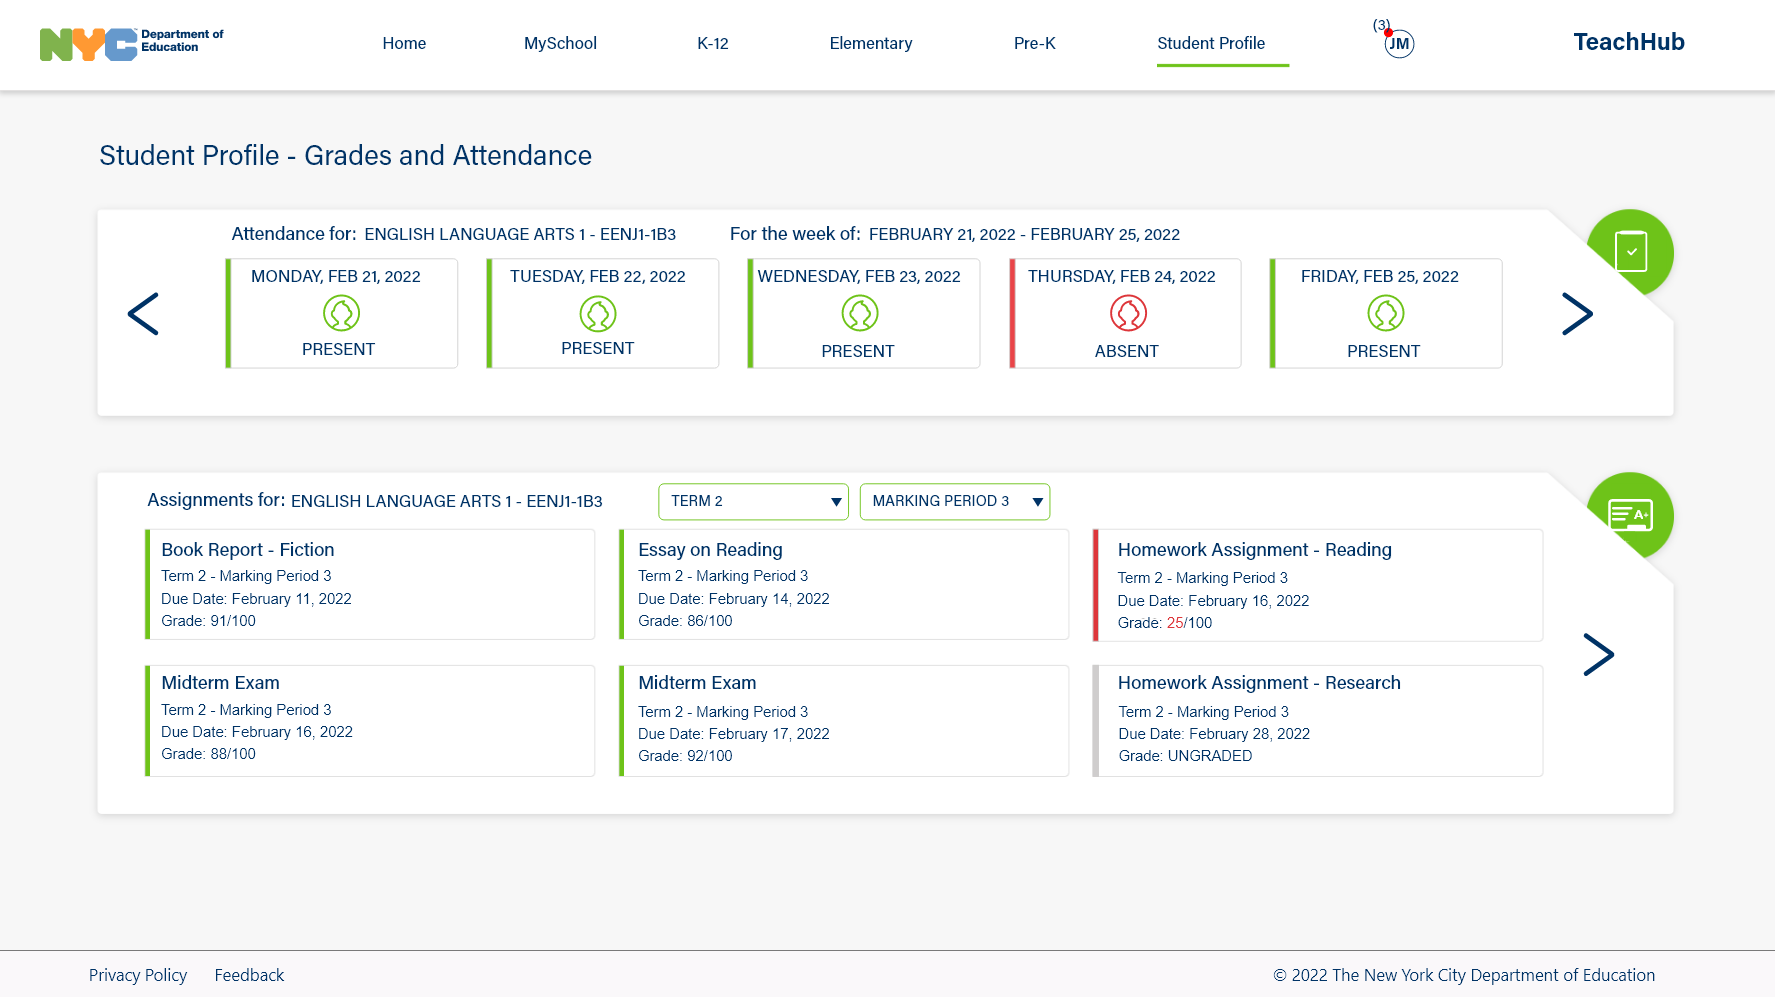 NYC Department of
Education
Home
MySchool
K-12
Elementary
Pre-K
Student Profile
(3)
JM
TeachHub
Student Profile - Grades and Attendance
Attendance for: ENGLISH LANGUAGE ARTS 1 - EENJ1-1B3
For the week of: FEBRUARY 21, 2022 - FEBRUARY 25, 2022
MONDAY, FEB 21, 2022
PRESENT
TUESDAY, FEB 22, 2022
PRESENT
WEDNESDAY, FEB 23, 2022
PRESENT
THURSDAY, FEB 24, 2022
ABSENT
FRIDAY, FEB 25, 2022
PRESENT
Assignments for: ENGLISH LANGUAGE ARTS 1 - EENJ1-1B3
TERM 2
MARKING PERIOD 3
A+
Book Report - Fiction
Term 2 - Marking Period 3
Due Date: February 11, 2022
Grade: 91/100
Essay on Reading
Term 2 - Marking Period 3
Due Date: February 14, 2022
Grade: 86/100
Homework Assignment - Reading
Term 2 - Marking Period 3
Due Date: February 16, 2022
Grade: 25/100
Midterm Exam
Term 2 - Marking Period 3
Due Date: February 16, 2022
Grade: 88/100
Midterm Exam
Term 2 - Marking Period 3
Due Date: February 17, 2022
Grade: 92/100
Homework Assignment - Research
Term 2 - Marking Period 3
Due Date: February 28, 2022
Grade: UNGRADED
Privacy Policy
Feedback
© 2022 The New York City Department of Education